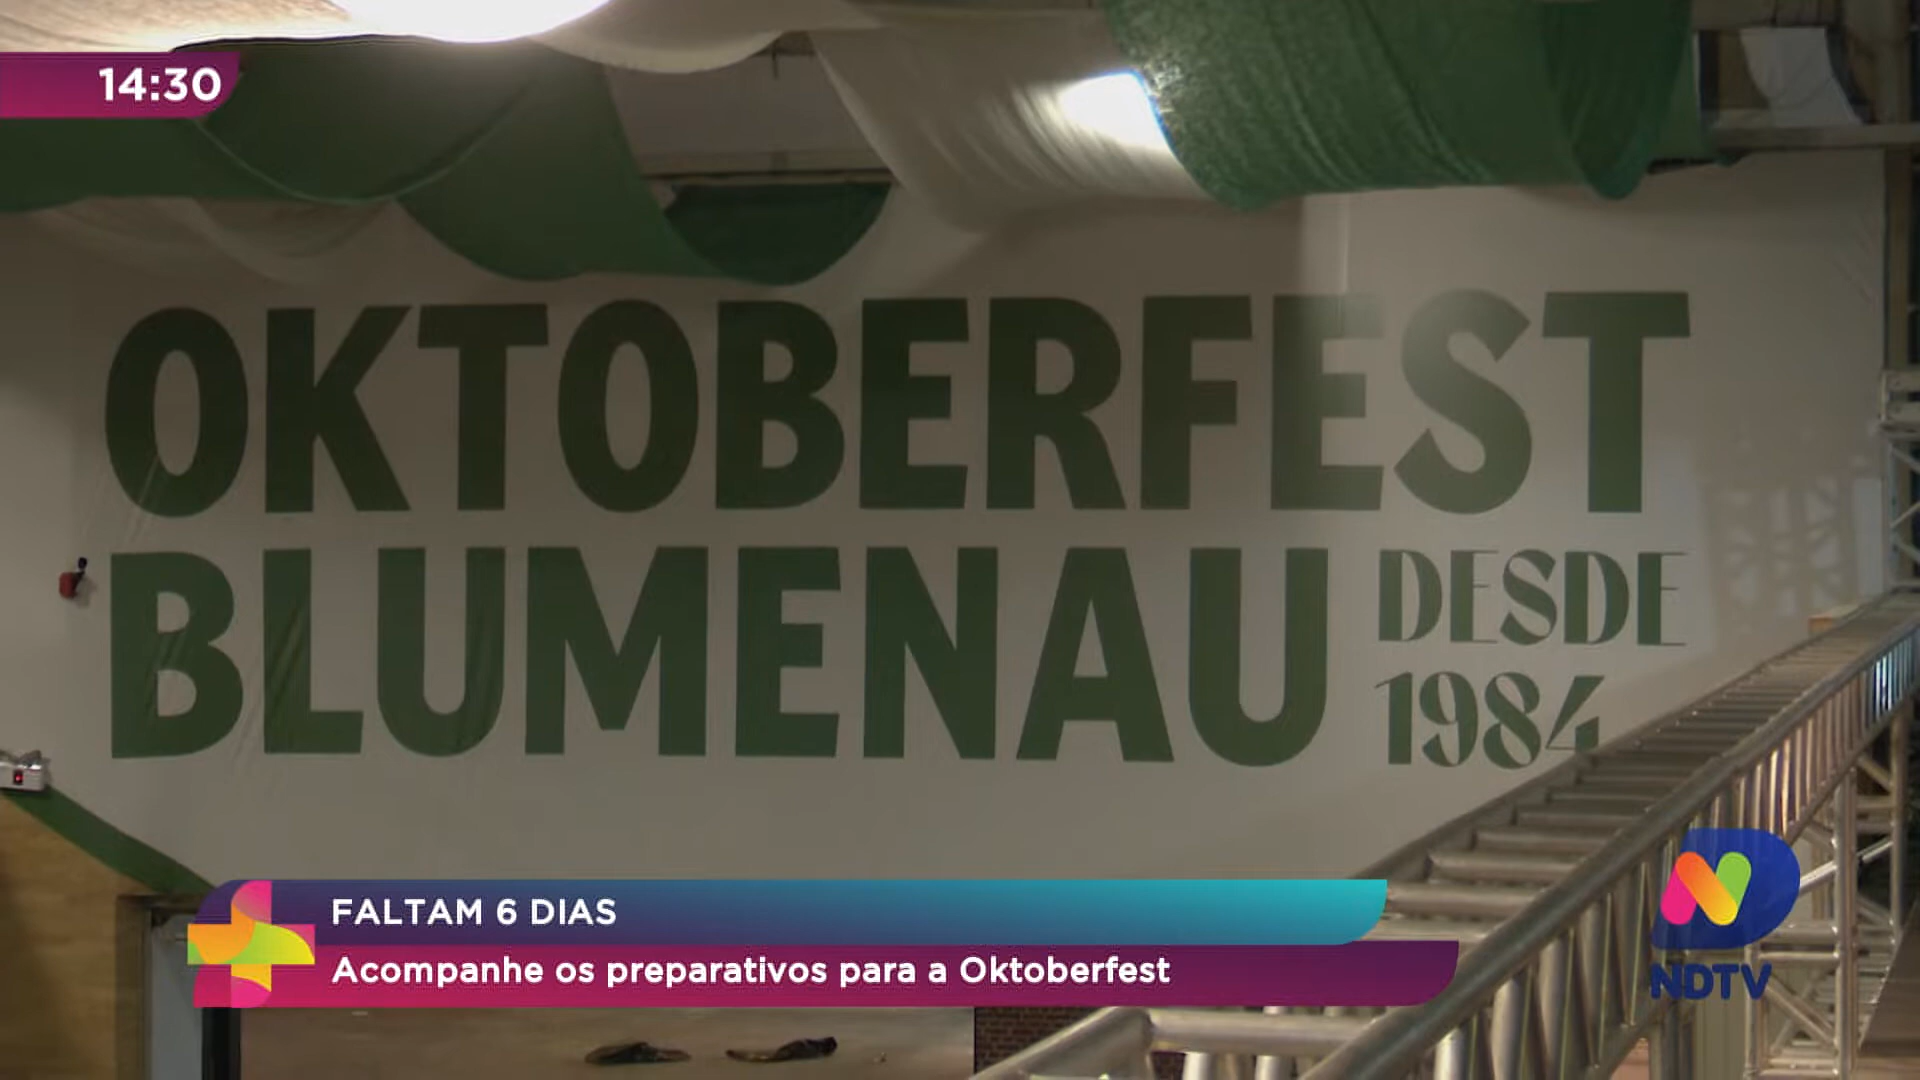 14:30
OKTOBERFEST
BLUMENAU
DESDE
1984
FALTAM 6 DIAS
Acompanhe os preparativos para a Oktoberfest
N
NDTV